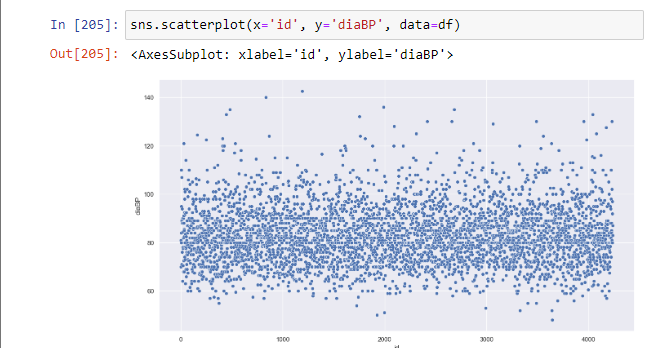 In [205]: sns.scatterplot(x='id', y='diaBP', data=df)
Out[205]: <AxesSubplot: xlabel='id', ylabel='diaBP'>
140
120
100
80
60
diaBP
0 1000 2000 3000 4000
id